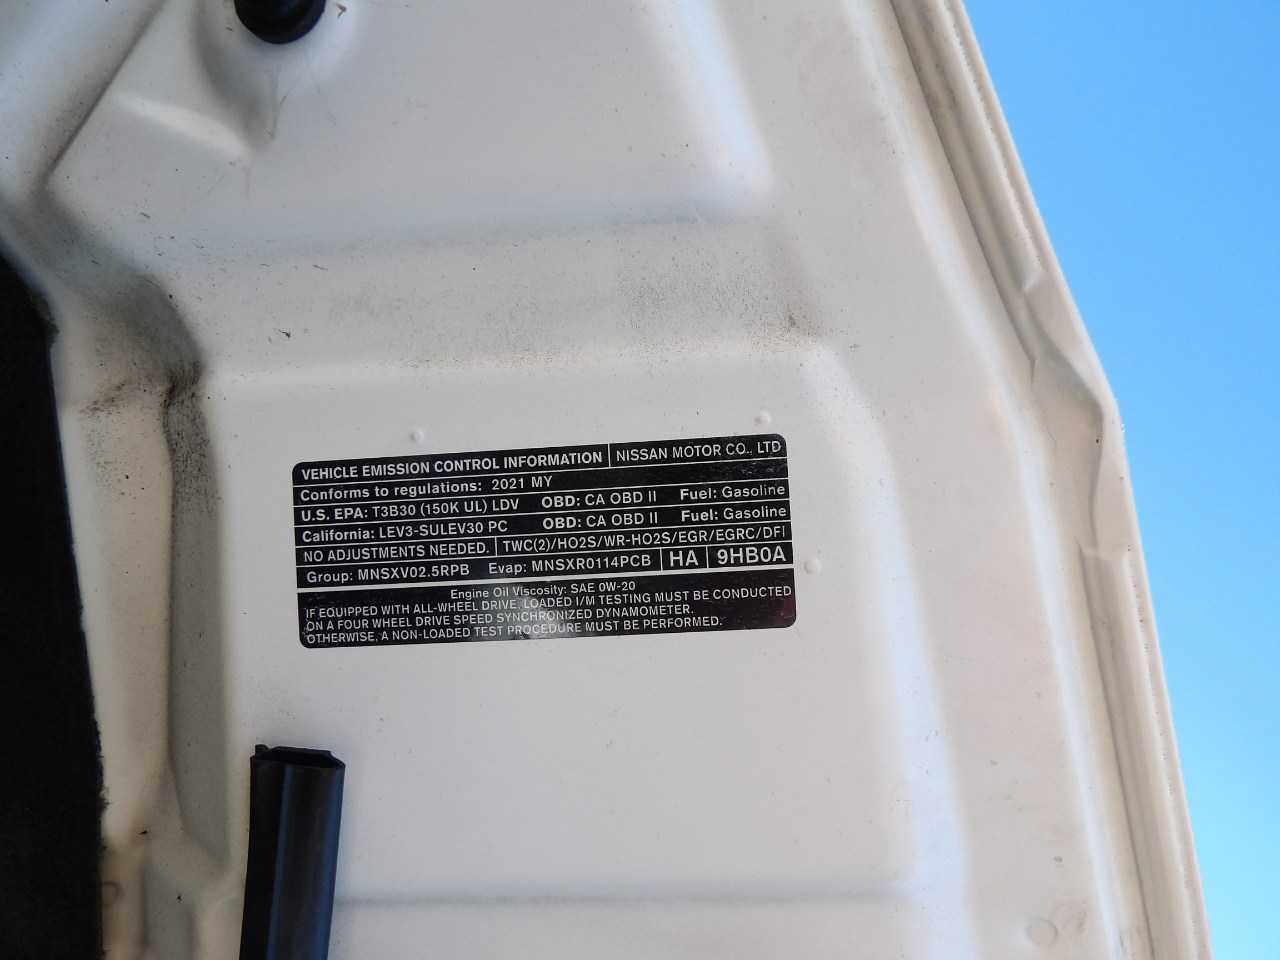 VEHICLE EMISSION CONTROL INFORMATION NISSAN MOTOR CO., LTD
Conforms to regulations: 2021 MY
U.S. EPA: T3B30 (150K UL) LDV OBD: CA OBD II Fuel: Gasoline
California: LEV3-SULEV30 PC OBD: CA OBD II Fuel: Gasoline
NO ADJUSTMENTS NEEDED. TWC(2)/HO2S/WR-HO2S/EGR/EGRC/DFI
Group: MNSXV02.5RPB Evap: MNSXR0114PCB HA 9HB0A
Engine Oil Viscosity: SAE 0W-20
IF EQUIPPED WITH ALL-WHEEL DRIVE, LOADED I/M TESTING MUST BE CONDUCTED
ON A FOUR WHEEL DRIVE SPEED SYNCHRONIZED DYNAMOMETER.
OTHERWISE, A NON-LOADED TEST PROCEDURE MUST BE PERFORMED.